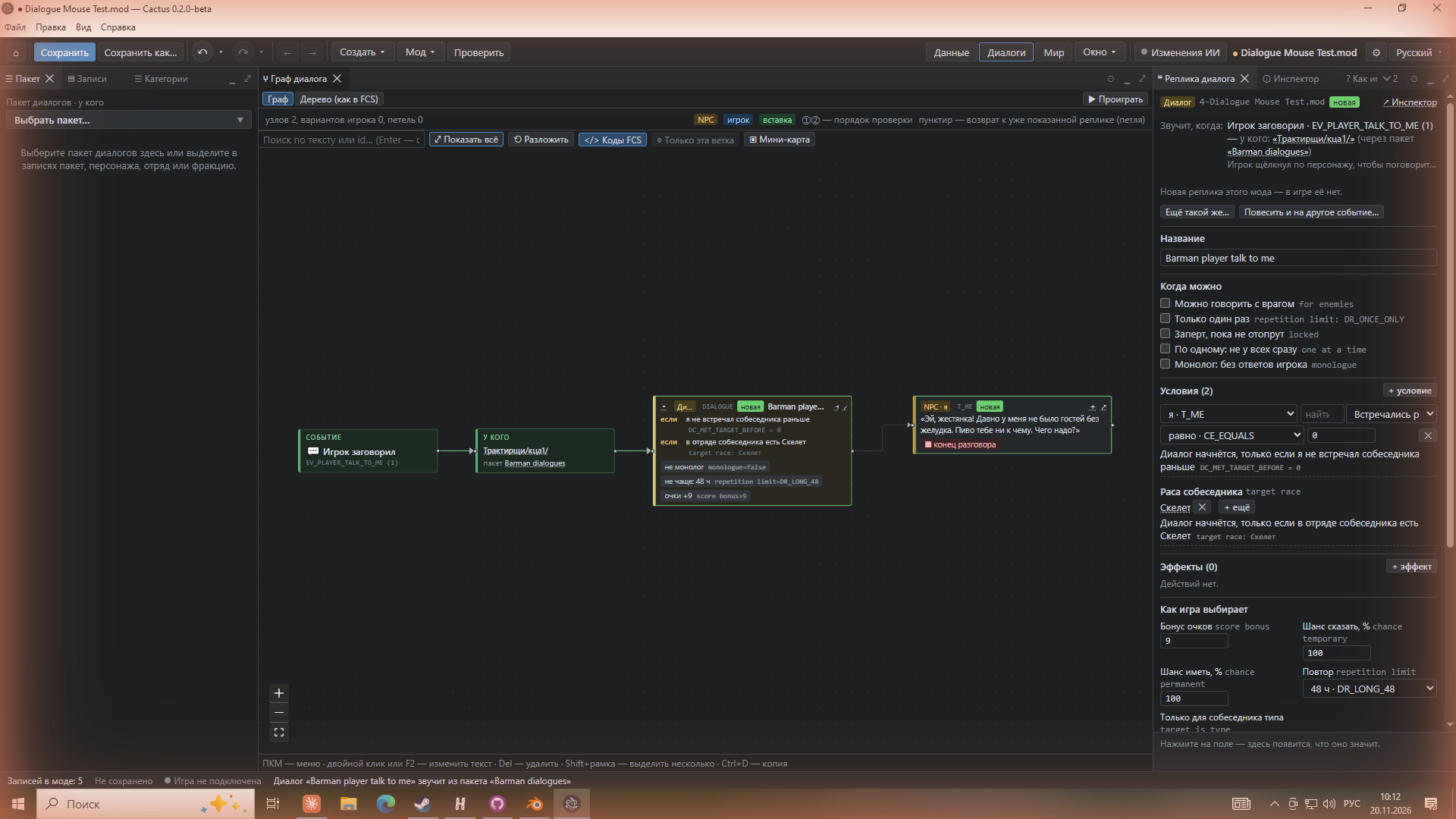 ● Dialogue Mouse Test.mod — Cactus 0.2.0-beta
Файл Правка Вид Справка
Сохранить Сохранить как... Создать Мод Проверить Данные Диалоги Мир Окно Изменения ИИ ● Dialogue Mouse Test.mod Русский
Пакет Записи Категории
Граф диалога
Реплика диалога Инспектор ? Как и 2
Пакет диалогов · у кого
Выбрать пакет...
Выберите пакет диалогов здесь или выделите в
записях пакет, персонажа, отряд или фракцию.
Граф Дерево (как в FCS) Проиграть
узлов 2, вариантов игрока 0, петель 0 NPC игрок вставка ①② — порядок проверки пунктир — возврат к уже показанной реплике (петля)
Поиск по тексту или id... (Enter — с Показать всё Разложить </> Коды FCS Только эта ветка Мини-карта
СОБЫТИЕ
Игрок заговорил
EV_PLAYER_TALK_TO_ME (1)
У КОГО
Трактирщи/кца1/
пакет Barman dialogues
Ди... DIALOGUE новая Barman playe...
если я не встречал собеседника раньше
DC_MET_TARGET_BEFORE = 0
если в отряде собеседника есть Скелет
target race: Скелет
не монолог monologue=false
не чаще: 48 ч repetition limit=DR_LONG_48
очки +9 score bonus=9
NPC · я T_ME новая
«Эй, жестянка! Давно у меня не было гостей без
желудка. Пиво тебе ни к чему. Чего надо?»
конец разговора
ПКМ — меню · двойной клик или F2 — изменить текст · Del — удалить · Shift+рамка — выделить несколько · Ctrl+D — копия
Диалог 4-Dialogue Mouse Test.mod новая Инспектор
Звучит, когда: Игрок заговорил · EV_PLAYER_TALK_TO_ME (1)
— у кого: «Трактирщи/кца1/» (через пакет
«Barman dialogues»)
Игрок щёлкнул по персонажу, чтобы поговорит...
Новая реплика этого мода — в игре её нет.
Ещё такой же... Повесить и на другое событие...
Название
Barman player talk to me
Когда можно
Можно говорить с врагом for enemies
Только один раз repetition limit: DR_ONCE_ONLY
Заперт, пока не отопрут locked
По одному: не у всех сразу one at a time
Монолог: без ответов игрока monologue
Условия (2) + условие
я · T_ME найти Встречались р
равно · CE_EQUALS 0
Диалог начнётся, только если я не встречал собеседника
раньше DC_MET_TARGET_BEFORE = 0
Раса собеседника target race
Скелет + ещё
Диалог начнётся, только если в отряде собеседника есть
Скелет target race: Скелет
Эффекты (0) + эффект
Действий нет.
Как игра выбирает
Бонус очков score bonus
9
Шанс сказать, % chance
temporary
100
Шанс иметь, % chance
permanent
100
Повтор repetition limit
48 ч · DR_LONG_48
Только для собеседника типа
target is type
Нажмите на поле — здесь появится, что оно значит.
Записей в моде: 5 Не сохранено Игра не подключена Диалог «Barman player talk to me» звучит из пакета «Barman dialogues»
Поиск
РУС
10:12
20.11.2026